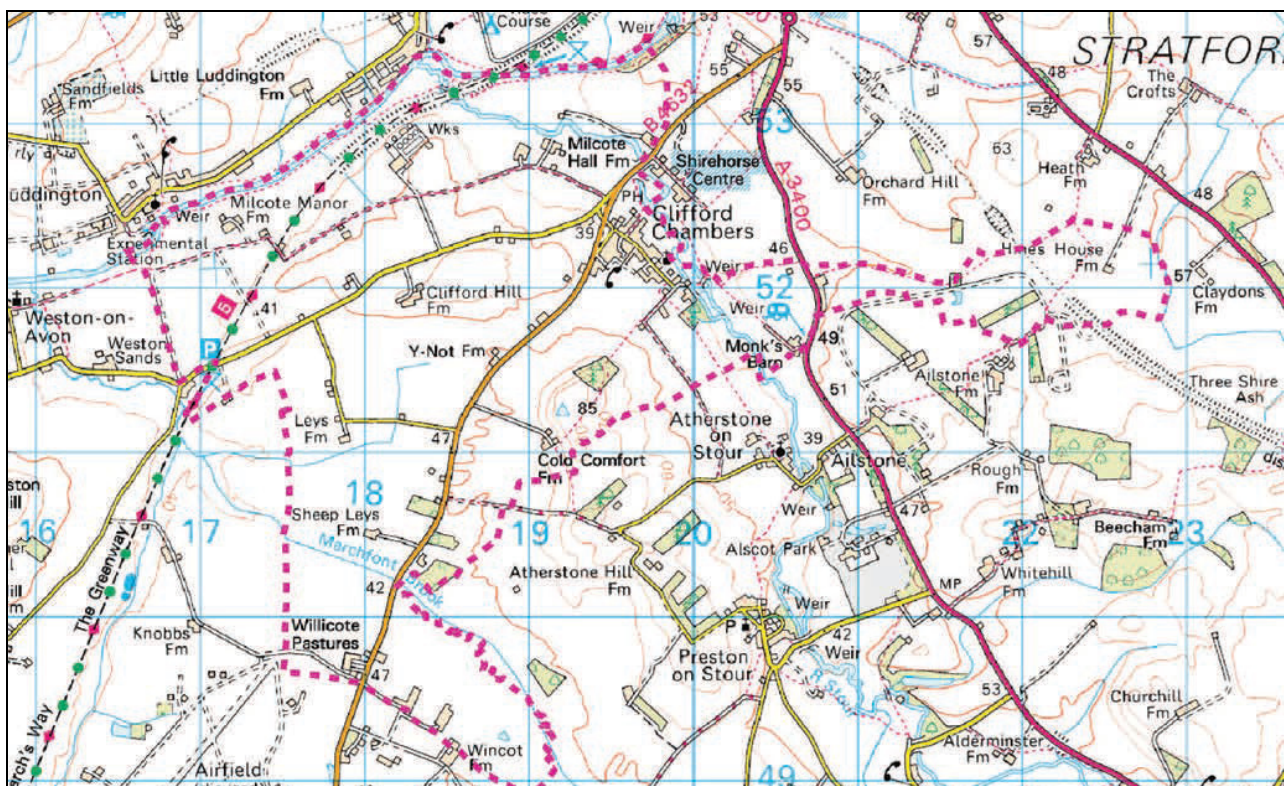 Course
Weir
53
57
STRATFOR
55
48
The
Crofts
Little Luddington
Fm
Sandfields
Fm
Wks
B4632
55
53
63
Milcote
Hall Fm
Shirehorse
Centre
Heath
Fm
48
A 3400
Orchard Hill
Fm
Luddington
Weir
Milcote Manor
Fm
PH
Clifford
Chambers
Experimental
Station
39
46
Hines House
Fm
5
Weir
52
57
Claydons
Fm
Clifford Hill
Fm
Weston-on-
Avon
41
Weir
Weston
Sands
P
Y-Not Fm
Monk's
Barn
49
Ailstone
Fm
Three Shire
Ash
51
85
Leys
Fm
47
Atherstone
on
Stour
39
Cold Comfort
Fm
Ailstone
Rough
Fm
dis
18
16
17
19
20
Weir
47
22
23
Sheep Leys
Fm
Marchfont Brook
Alscot Park
Beecham
Fm
The Greenway
42
Atherstone Hill
Fm
MP
Whitehill
Fm
Weir
Knobbs
Fm
Willicote
Pastures
P
42
Weir
47
Preston
on Stour
R Stour
53
Churchill
Fm
arch's Way
Wincot
Fm
Alderminster
Fm
Airfield
49